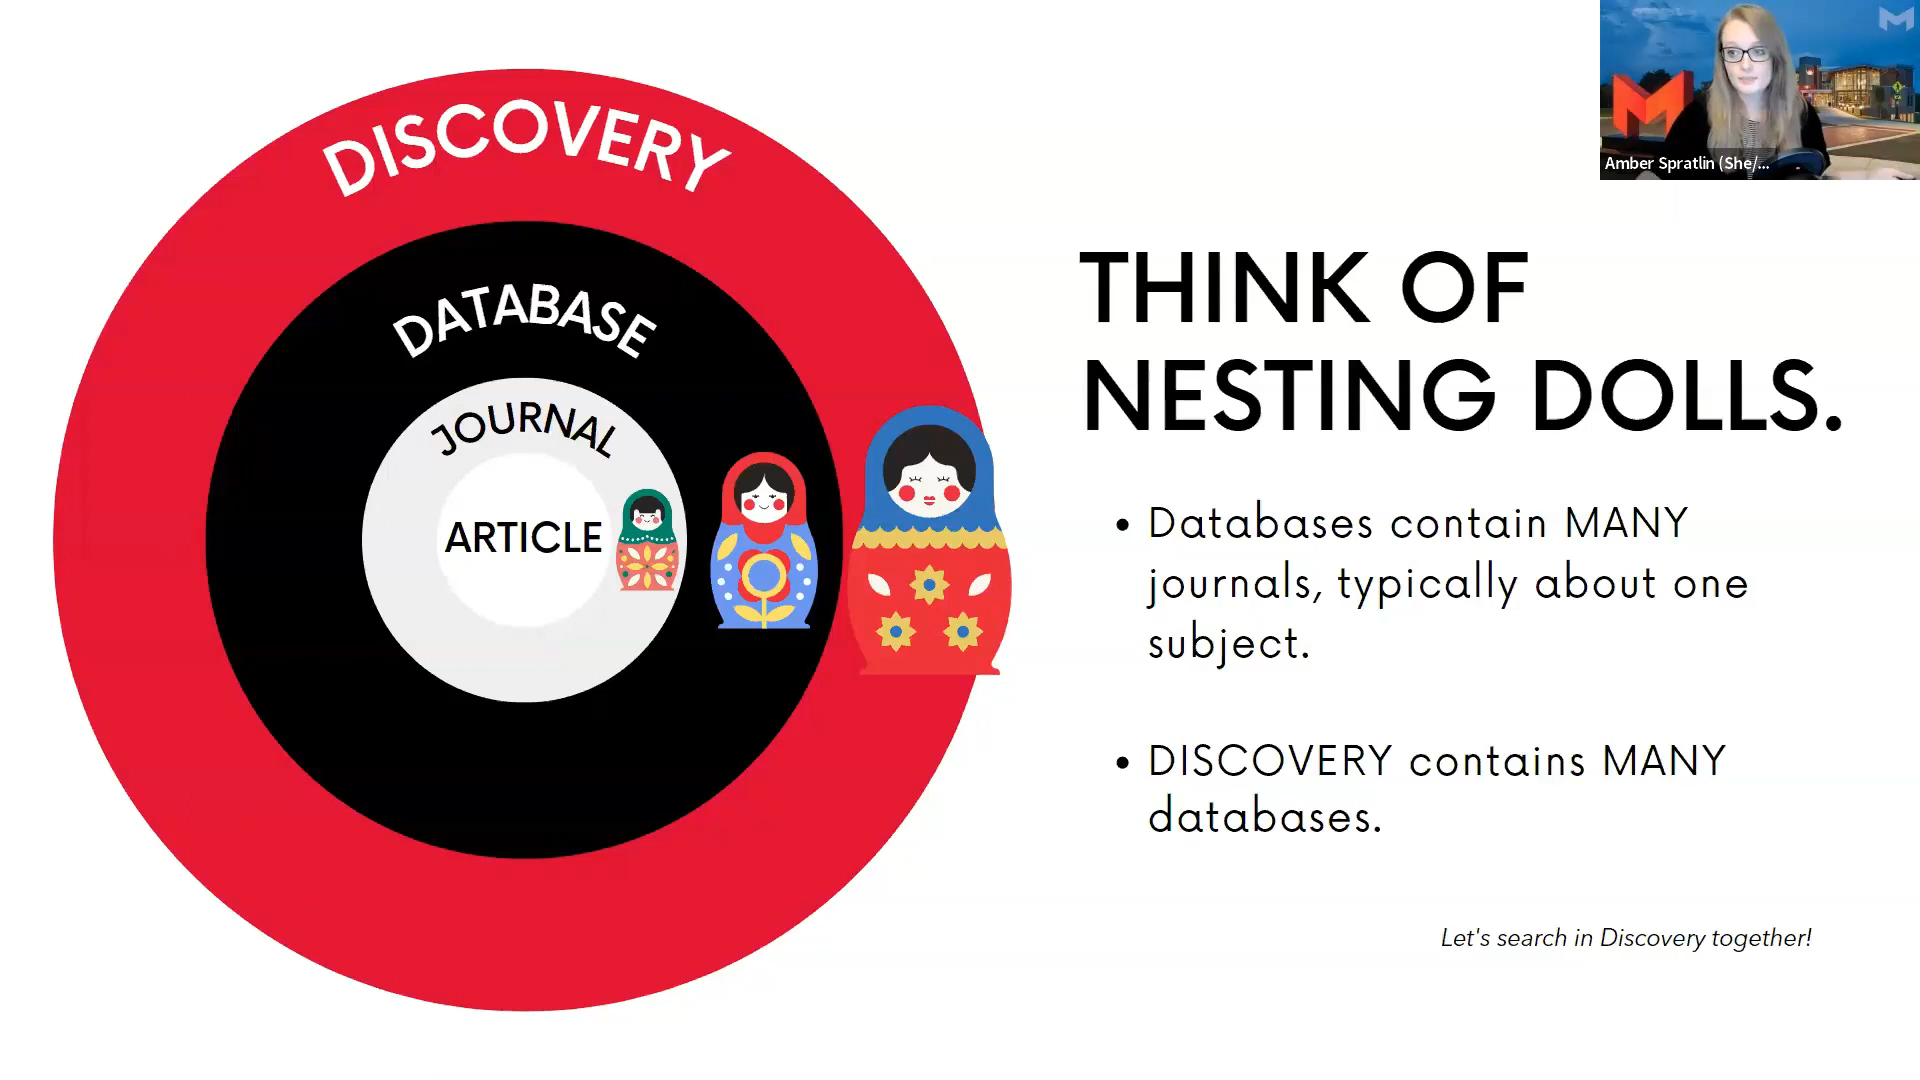 DISCOVERY
DATABASE
JOURNAL
ARTICLE
Amber Spratlin (She/...
THINK OF
NESTING DOLLS.
• Databases contain MANY
journals, typically about one
subject.
• DISCOVERY contains MANY
databases.
Let's search in Discovery together!